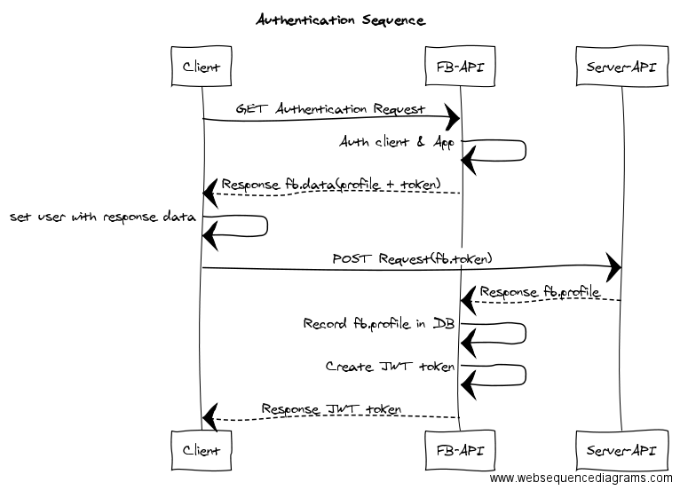 Authentication Sequence
Client
FB-API
Server-API
GET Authentication Request
Auth client & App
Response fb.data(profile + token)
set user with response data
POST Request(fb.token)
Response fb.profile
Record fb.profile in DB
Create JWT token
Response JWT token
Client
FB-API
Server-API
www.websequencediagrams.com